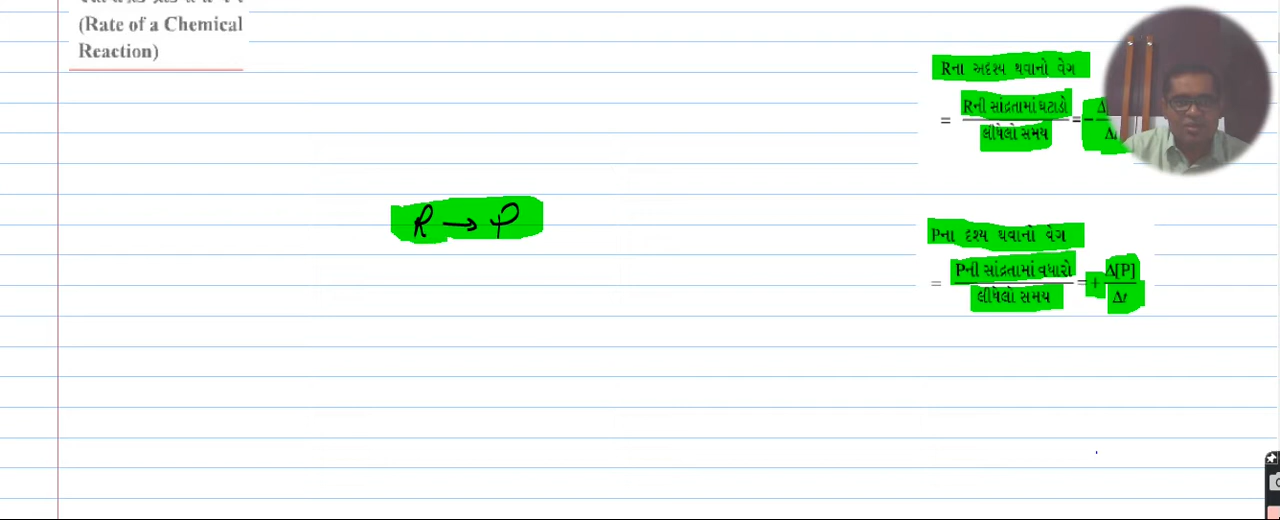 (Rate of a Chemical
Reaction)
Rના અદૃશ્ય થવાનો વેગ
= Rની સાંદ્રતામાં ઘટાડો / લીધેલો સમય = - Δ / Δ
R → P
Pના દૃશ્ય થવાનો વેગ
= Pની સાંદ્રતામાં વધારો / લીધેલો સમય = + Δ[P] / Δt